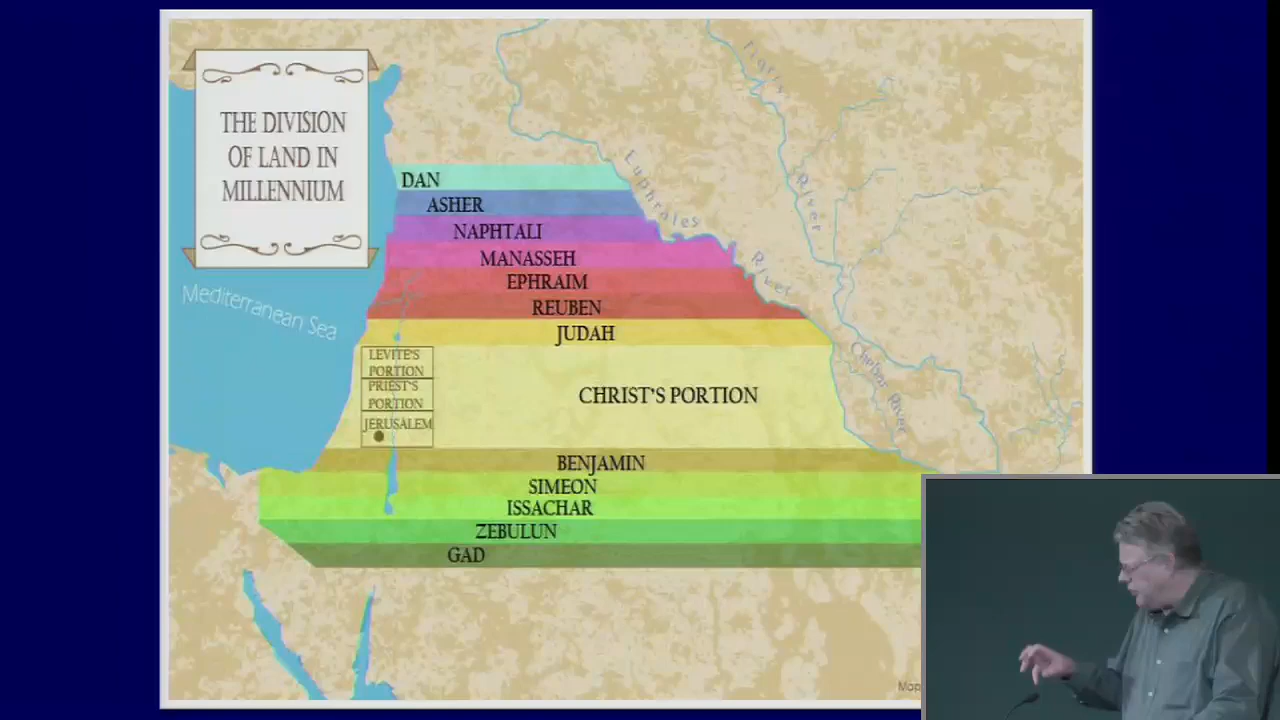 THE DIVISION
OF LAND IN
MILLENNIUM
Tigris
River
Euphrates
River
Chebar River
Mediterranean Sea
DAN
ASHER
NAPHTALI
MANASSEH
EPHRAIM
REUBEN
JUDAH
LEVITE'S
PORTION
PRIEST'S
PORTION
JERUSALEM
CHRIST'S PORTION
BENJAMIN
SIMEON
ISSACHAR
ZEBULUN
GAD
Map